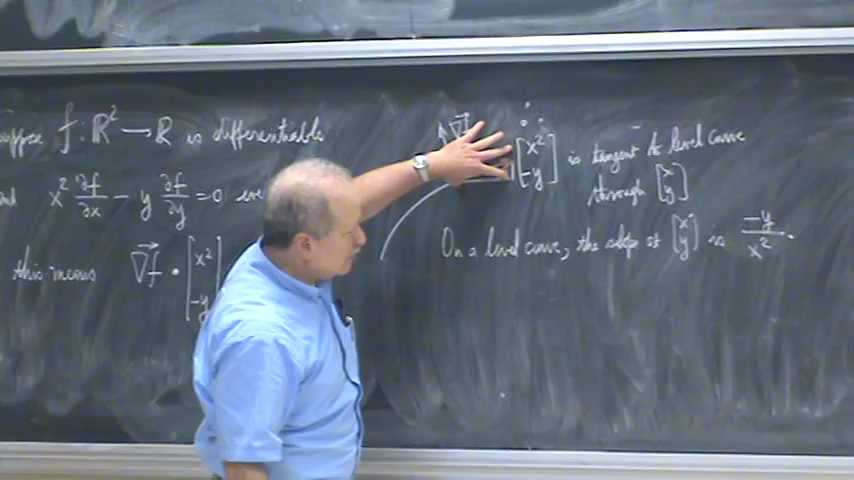 f : ℝ² → ℝ is differentiable
x² ∂f/∂x − y ∂f/∂y = 0
this means ∇f • [x² −y]
∇f
∴ [x² −y] is tangent to level curve
through [x y]
On a level curve, the slope at [x y] is −y/x².